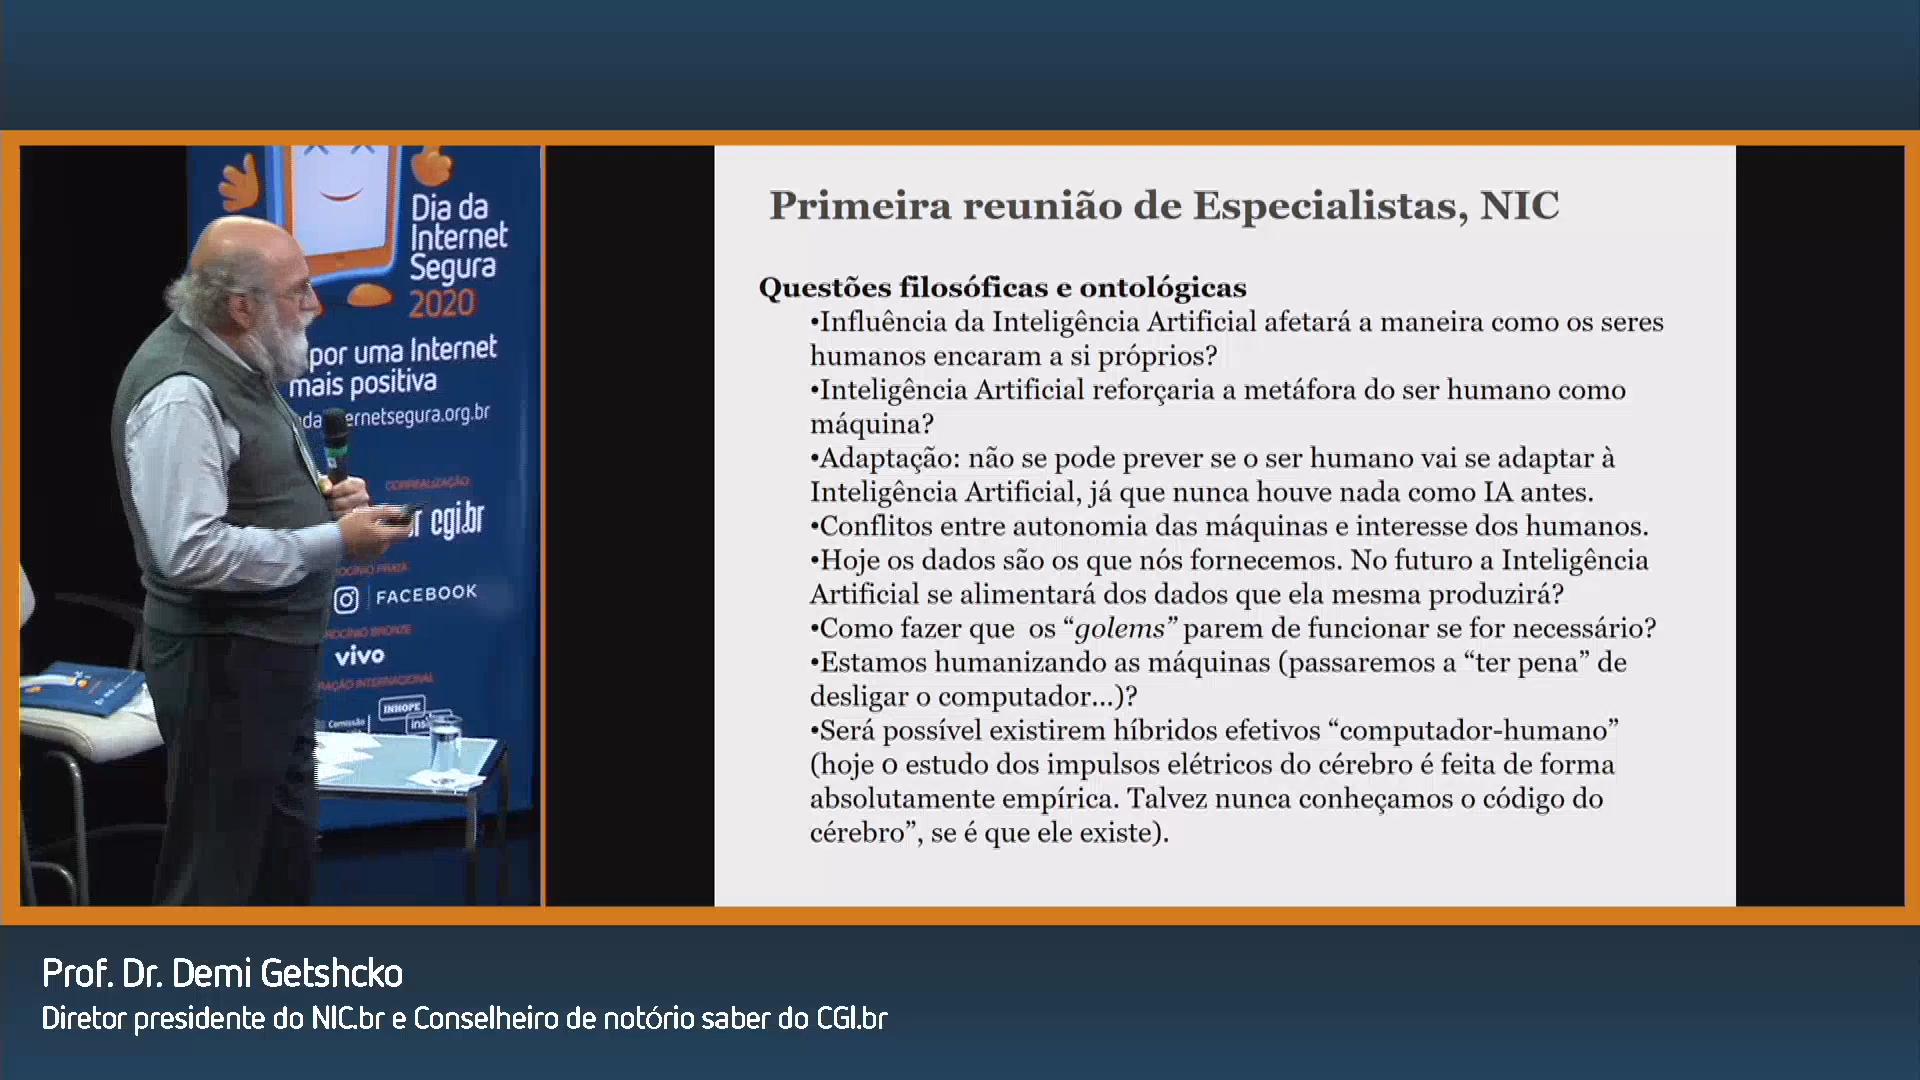 Dia da
Internet
Segura
2020
por uma Internet
mais positiva
ernetsegura.org.br
CORREALIZAÇÃO
cgi.br
FACEBOOK
vivo
INHOPE
Comissão
Primeira reunião de Especialistas, NIC
Questões filosóficas e ontológicas
•Influência da Inteligência Artificial afetará a maneira como os seres
humanos encaram a si próprios?
•Inteligência Artificial reforçaria a metáfora do ser humano como
máquina?
•Adaptação: não se pode prever se o ser humano vai se adaptar à
Inteligência Artificial, já que nunca houve nada como IA antes.
•Conflitos entre autonomia das máquinas e interesse dos humanos.
•Hoje os dados são os que nós fornecemos. No futuro a Inteligência
Artificial se alimentará dos dados que ela mesma produzirá?
•Como fazer que os “golems” parem de funcionar se for necessário?
•Estamos humanizando as máquinas (passaremos a “ter pena” de
desligar o computador...)?
•Será possível existirem híbridos efetivos “computador-humano”
(hoje o estudo dos impulsos elétricos do cérebro é feita de forma
absolutamente empírica. Talvez nunca conheçamos o código do
cérebro”, se é que ele existe).
Prof. Dr. Demi Getshcko
Diretor presidente do NIC.br e Conselheiro de notório saber do CGI.br